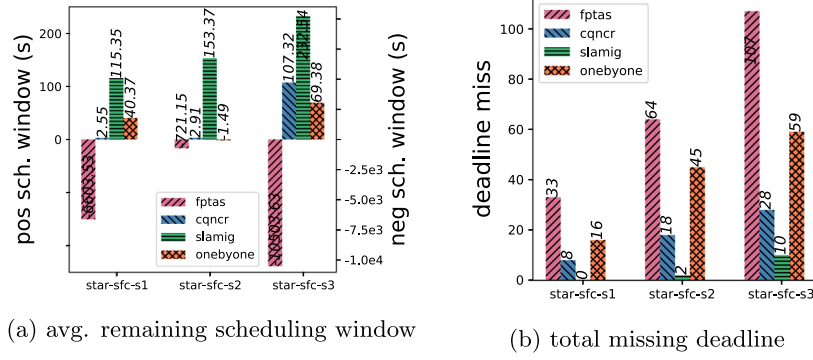 pos sch. window (s)
200
100
0
2.55
115.35
40.37
721.15
2.91
153.37
-1.49
107.32
69.38
-10503.63
fptas
cqncr
slamig
onebyone
neg sch. window (s)
-2.5e3
-5.0e3
-7.5e3
-1.0e4
star-sfc-s1
star-sfc-s2
star-sfc-s3
(a) avg. remaining scheduling window
deadline miss
100
80
60
40
20
0
fptas
cqncr
slamig
onebyone
33
8
0
16
64
18
2
45
107
28
10
59
star-sfc-s1
star-sfc-s2
star-sfc-s3
(b) total missing deadline